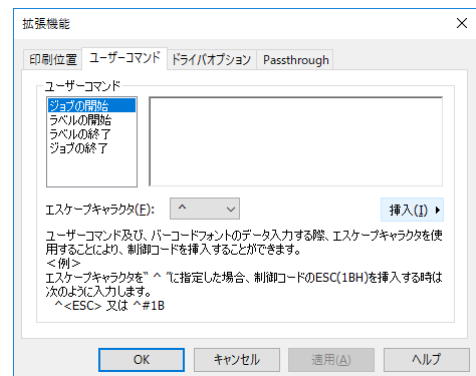 拡張機能
印刷位置 ユーザーコマンド ドライバオプション Passthrough
ユーザーコマンド
ジョブの開始
ラベルの開始
ラベルの終了
ジョブの終了
エスケープキャラクタ(F): ^ 挿入(I)
ユーザーコマンド及び、バーコードフォントのデータ入力する際、エスケープキャラクタを使
用することにより、制御コードを挿入することができます。
<例>
エスケープキャラクタを" ^ "に指定した場合、制御コードのESC(1BH)を挿入する時は
次のように入力します。
^<ESC> 又は ^#1B
OK キャンセル 適用(A) ヘルプ